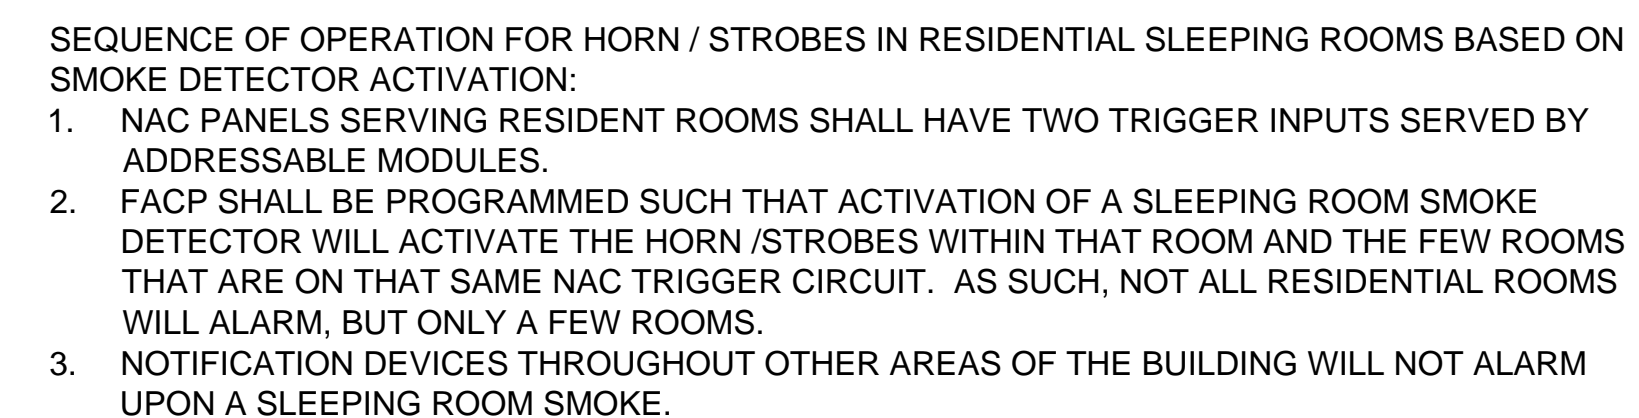 SEQUENCE OF OPERATION FOR HORN / STROBES IN RESIDENTIAL SLEEPING ROOMS BASED ON
SMOKE DETECTOR ACTIVATION:
1. NAC PANELS SERVING RESIDENT ROOMS SHALL HAVE TWO TRIGGER INPUTS SERVED BY
ADDRESSABLE MODULES.
2. FACP SHALL BE PROGRAMMED SUCH THAT ACTIVATION OF A SLEEPING ROOM SMOKE
DETECTOR WILL ACTIVATE THE HORN /STROBES WITHIN THAT ROOM AND THE FEW ROOMS
THAT ARE ON THAT SAME NAC TRIGGER CIRCUIT.  AS SUCH, NOT ALL RESIDENTIAL ROOMS
WILL ALARM, BUT ONLY A FEW ROOMS.
3. NOTIFICATION DEVICES THROUGHOUT OTHER AREAS OF THE BUILDING WILL NOT ALARM
UPON A SLEEPING ROOM SMOKE.